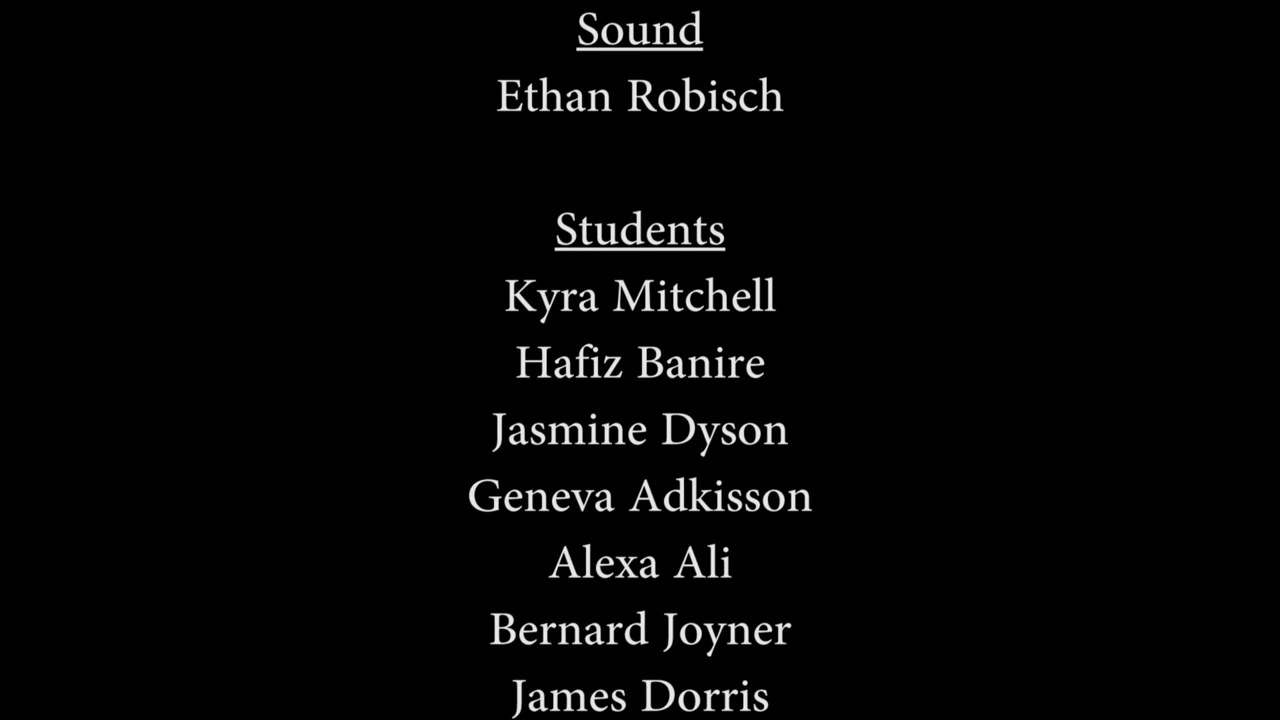 Sound
Ethan Robisch
Students
Kyra Mitchell
Hafiz Banire
Jasmine Dyson
Geneva Adkisson
Alexa Ali
Bernard Joyner
James Dorris